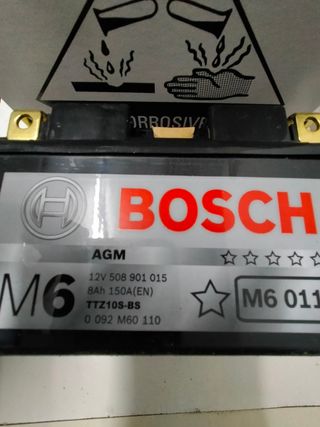 CORROSIVE
BOSCH
AGM
M6
12V 508 901 015
8Ah 150A(EN)
TTZ10S-BS
0 092 M60 110
M6 011